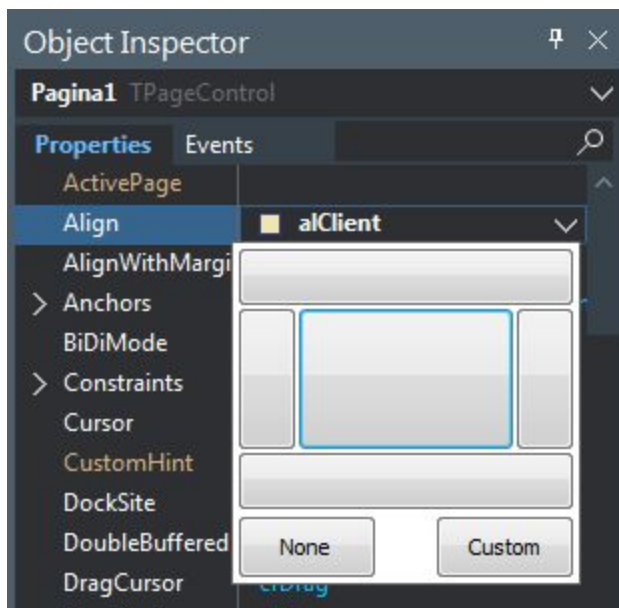 Object Inspector
Pagina1 TPageControl
Properties Events
ActivePage
Align alClient
AlignWithMargi
Anchors
BiDiMode
Constraints
Cursor
CustomHint
DockSite
DoubleBuffered
None Custom
DragCursor crDrag